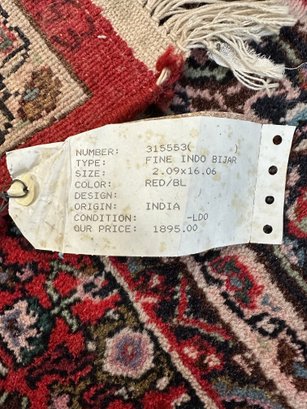 NUMBER: 315553( )
TYPE: FINE INDO BIJAR
SIZE: 2.09x16.06
COLOR: RED/BL
DESIGN:
ORIGIN: INDIA
CONDITION: -LDO
OUR PRICE: 1895.00